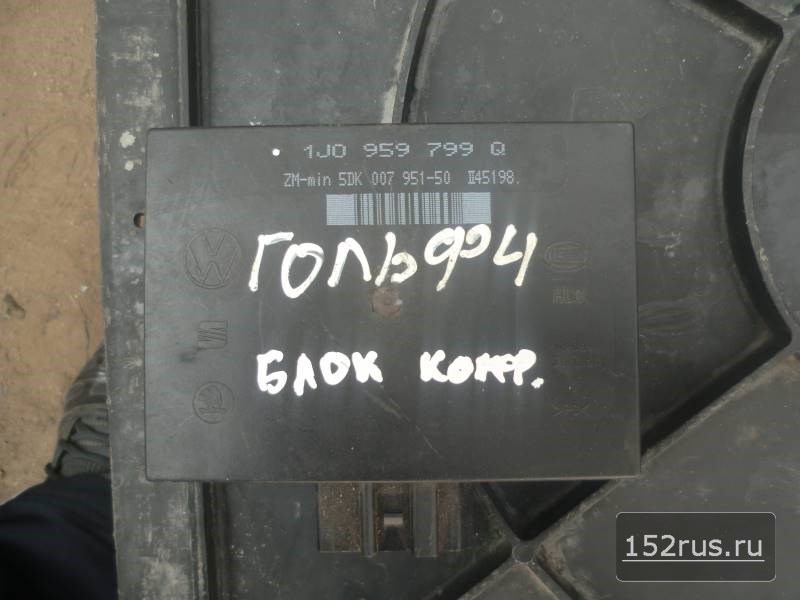 1J0 959 799 Q
ZM-min 5DK 007 951-50 II45198.
ГОЛЬФ4
БЛОК КОМФ.
152rus.ru